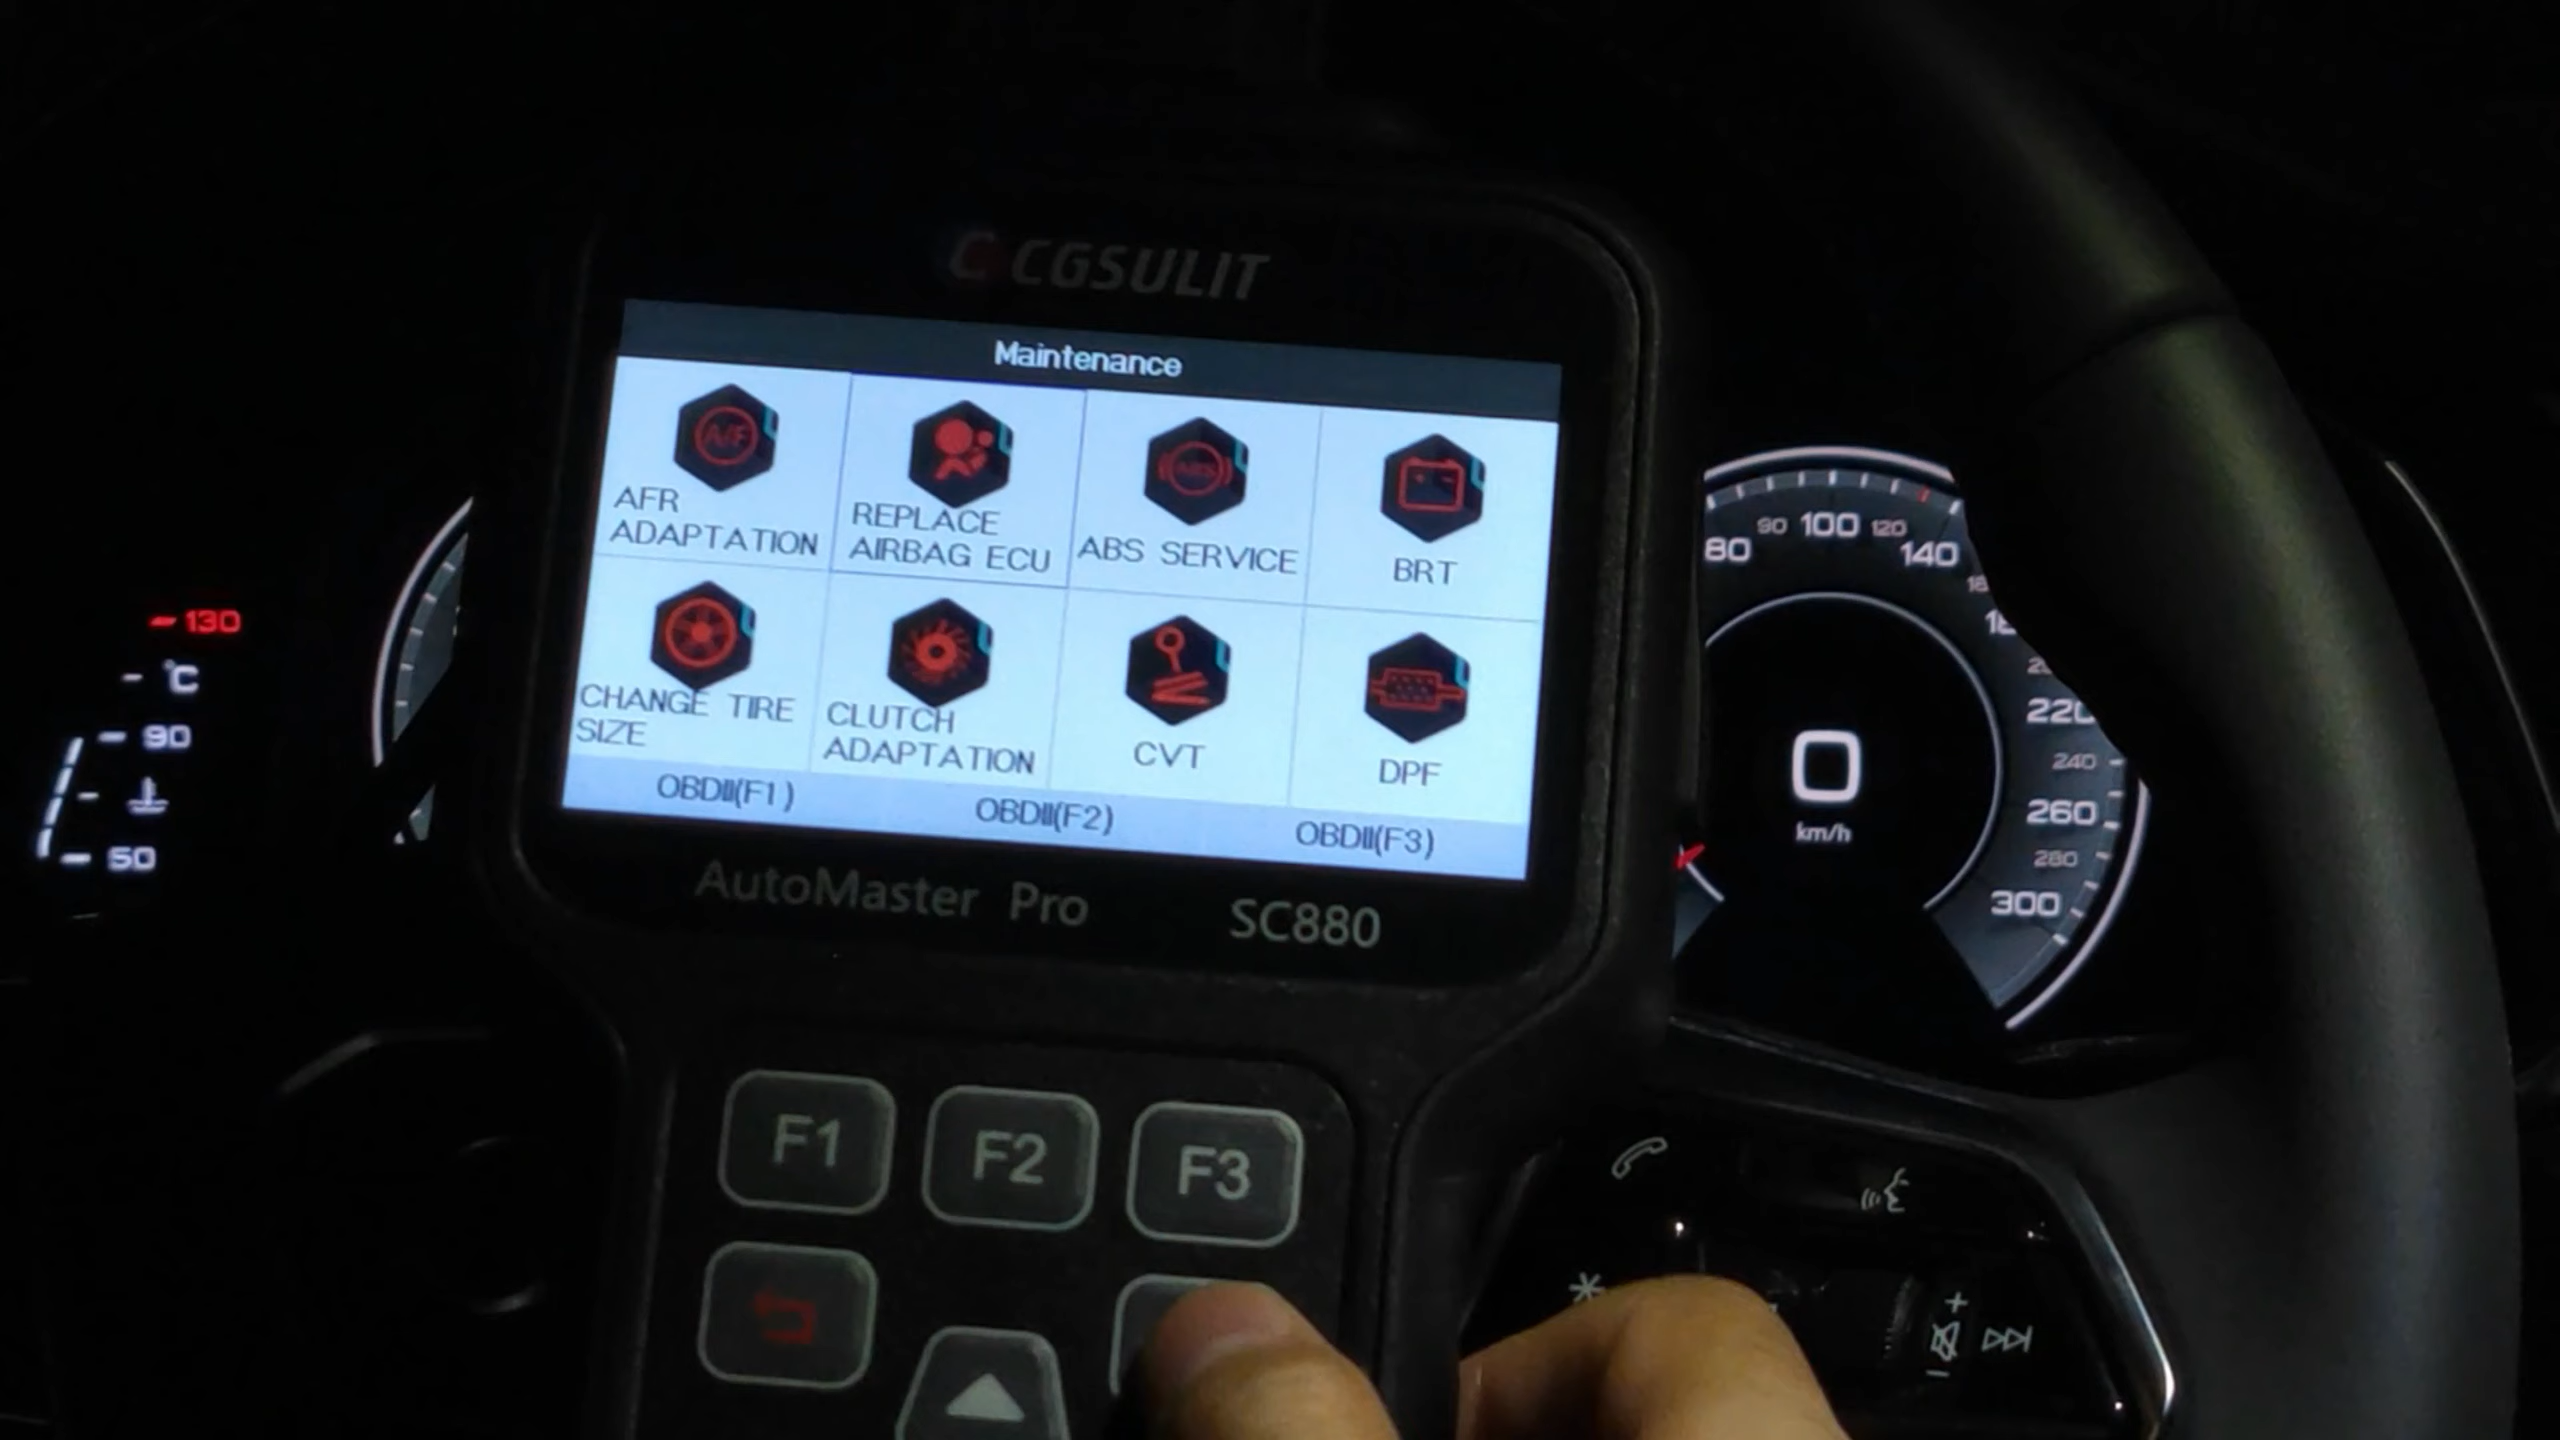 CGSULIT
Maintenance
A/F
ABS
AFR
ADAPTATION
REPLACE
AIRBAG ECU
ABS SERVICE
BRT
CHANGE TIRE
SIZE
CLUTCH
ADAPTATION
CVT
DPF
OBDII(F1)
OBDII(F2)
OBDII(F3)
AutoMaster Pro
SC880
F1
F2
F3
130
°C
90
50
80
90
100
120
140
220
240
260
280
300
0
km/h